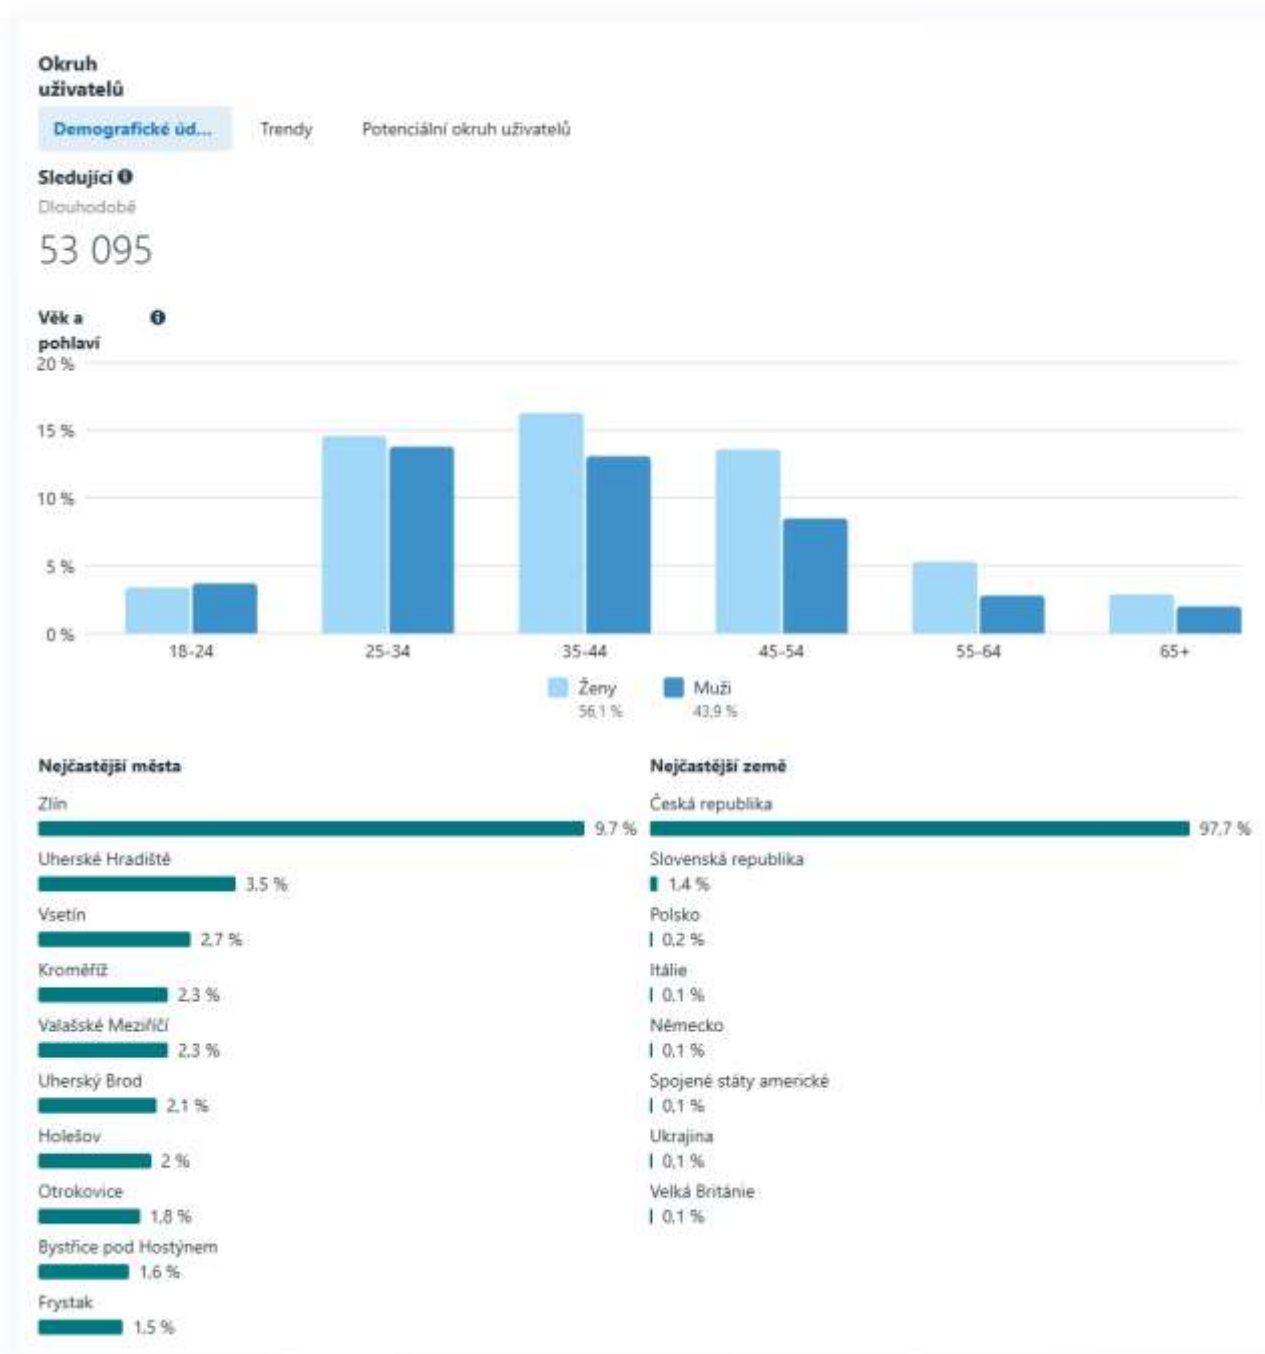 Okruh
uživatelů
Demografické úd...
Trendy
Potenciální okruh uživatelů
Sledující
Dlouhodobě
53 095
Věk a
pohlaví
20 %
15 %
10 %
5 %
0 %
18-24
25-34
35-44
45-54
55-64
65+
Ženy
56,1 %
Muži
43,9 %
Nejčastější města
Zlín
9,7 %
Uherské Hradiště
3,5 %
Vsetín
2,7 %
Kroměříž
2,3 %
Valašské Meziříčí
2,3 %
Uherský Brod
2,1 %
Holešov
2 %
Otrokovice
1,8 %
Bystřice pod Hostýnem
1,6 %
Frystak
1,5 %
Nejčastější země
Česká republika
97,7 %
Slovenská republika
1,4 %
Polsko
0,2 %
Itálie
0,1 %
Německo
0,1 %
Spojené státy americké
0,1 %
Ukrajina
0,1 %
Velká Británie
0,1 %